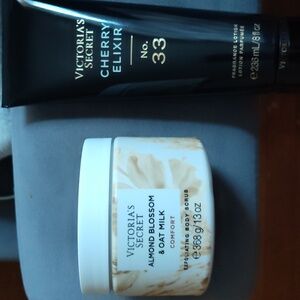 VICTORIA'S
SECRET
CHERRY
ELIXIR
No.
33
FRAGRANCE LOTION
LOTION PARFUMÉE
℮ 236 mL/8 fl oz
VICTORIA'S
SECRET
ALMOND BLOSSOM
& OAT MILK
COMFORT
EXFOLIATING BODY SCRUB
℮ 368 g/13 oz